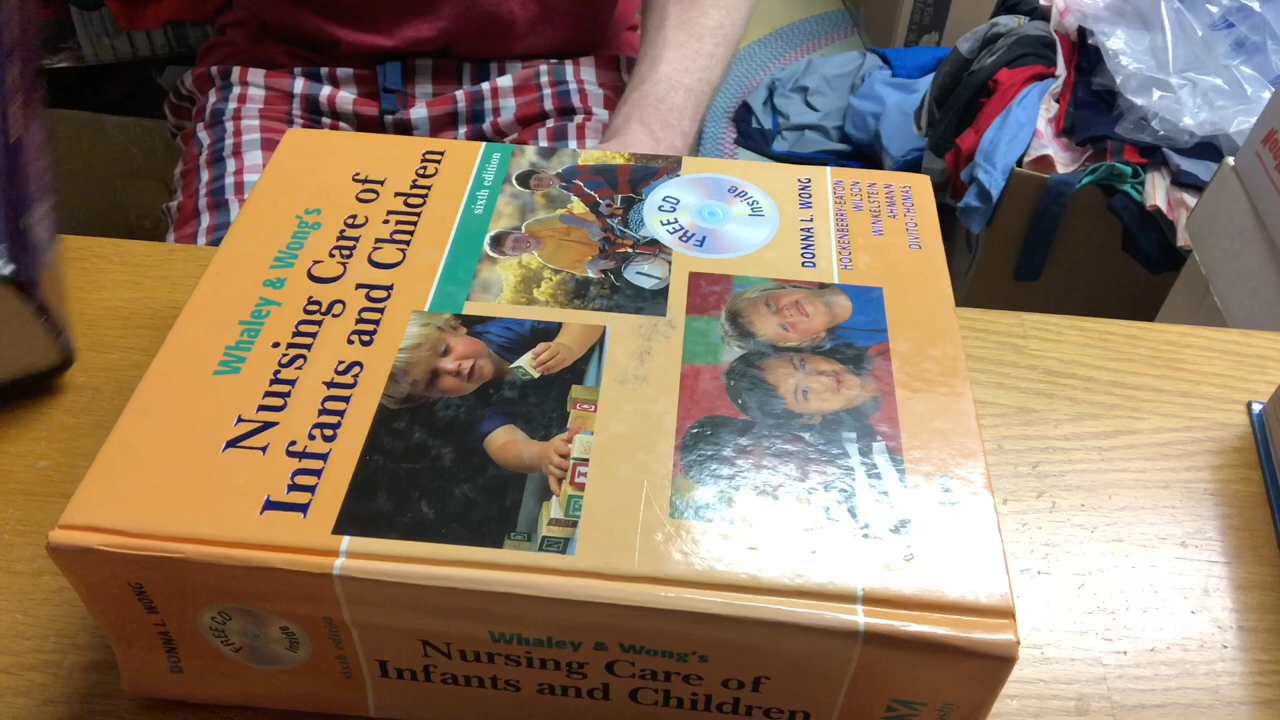 Whaley & Wong's
Nursing Care of
Infants and Children
sixth edition
FREE CD
Inside
DONNA L. WONG
HOCKENBERRY-EATON
WILSON
WINKELSTEIN
AHMANN
DIVITO-THOMAS
DONNA L. WONG
FREE CD
Inside
sixth edition
Whaley & Wong's
Nursing Care of
Infants and Children